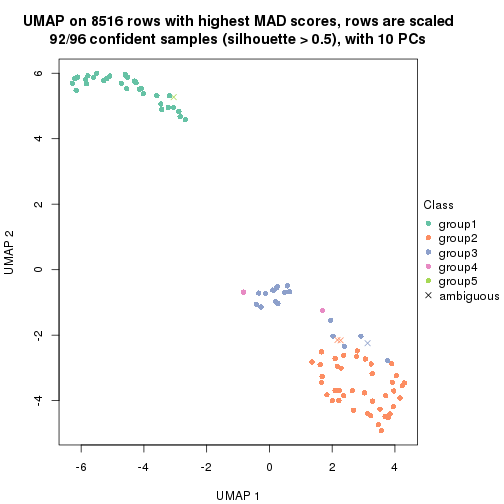 UMAP on 8516 rows with highest MAD scores, rows are scaled
92/96 confident samples (silhouette > 0.5), with 10 PCs
6
4
2
0
-2
-4
UMAP 2
-6
-4
-2
0
2
4
UMAP 1
Class
group1
group2
group3
group4
group5
ambiguous